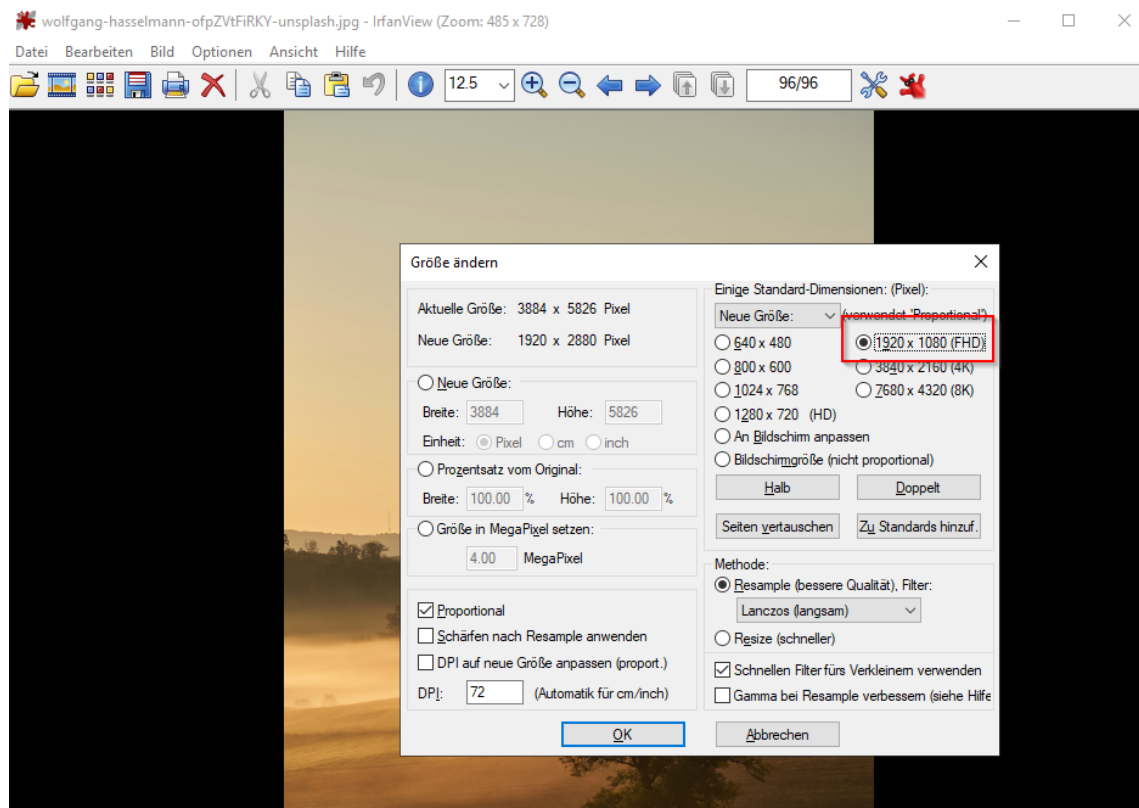 wolfgang-hasselmann-ofpZVtFiRKY-unsplash.jpg - IrfanView (Zoom: 485 x 728)
Datei Bearbeiten Bild Optionen Ansicht Hilfe
12.5 96/96
Größe ändern
Aktuelle Größe: 3884 x 5826 Pixel
Neue Größe: 1920 x 2880 Pixel
Neue Größe:
Breite: 3884 Höhe: 5826
Einheit: Pixel cm inch
Prozentsatz vom Original:
Breite: 100.00 % Höhe: 100.00 %
Größe in MegaPixel setzen:
4.00 MegaPixel
Proportional
Schärfen nach Resample anwenden
DPI auf neue Größe anpassen (proport.)
DPI: 72 (Automatik für cm/inch)
Einige Standard-Dimensionen: (Pixel):
Neue Größe: (verwendet 'Proportional')
640 x 480 1920 x 1080 (FHD)
800 x 600 3840 x 2160 (4K)
1024 x 768 7680 x 4320 (8K)
1280 x 720 (HD)
An Bildschirm anpassen
Bildschirmgröße (nicht proportional)
Halb Doppelt
Seiten vertauschen Zu Standards hinzuf.
Methode:
Resample (bessere Qualität), Filter:
Lanczos (langsam)
Resize (schneller)
Schnellen Filter fürs Verkleinern verwenden
Gamma bei Resample verbessern (siehe Hilfe
OK Abbrechen